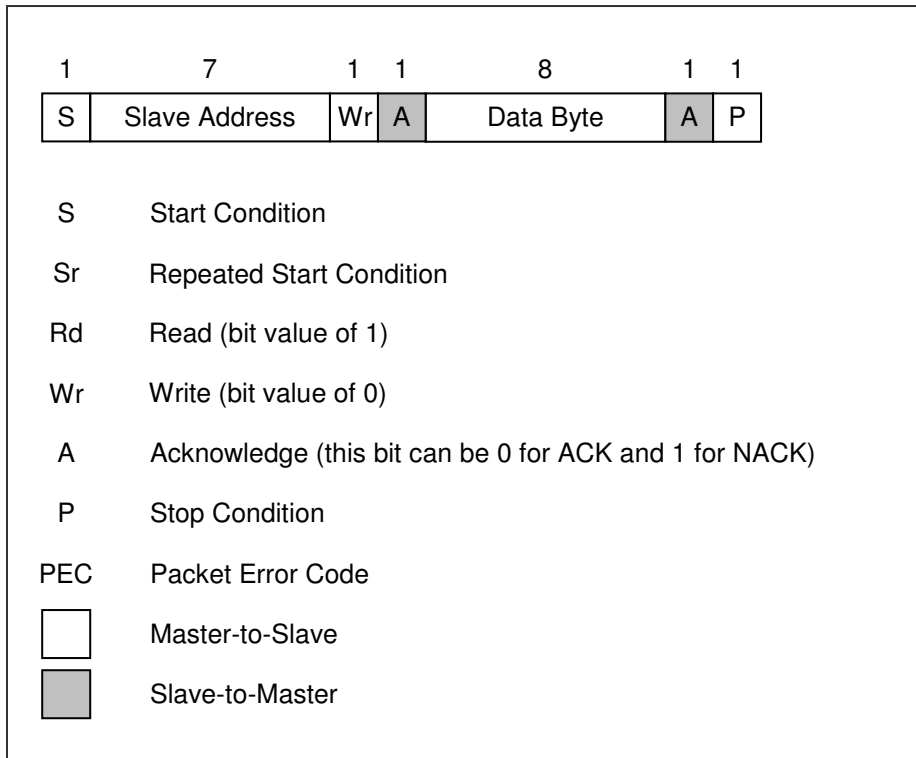 1 7 1 1 8 1 1
S Slave Address Wr A Data Byte A P
S Start Condition
Sr Repeated Start Condition
Rd Read (bit value of 1)
Wr Write (bit value of 0)
A Acknowledge (this bit can be 0 for ACK and 1 for NACK)
P Stop Condition
PEC Packet Error Code
Master-to-Slave
Slave-to-Master